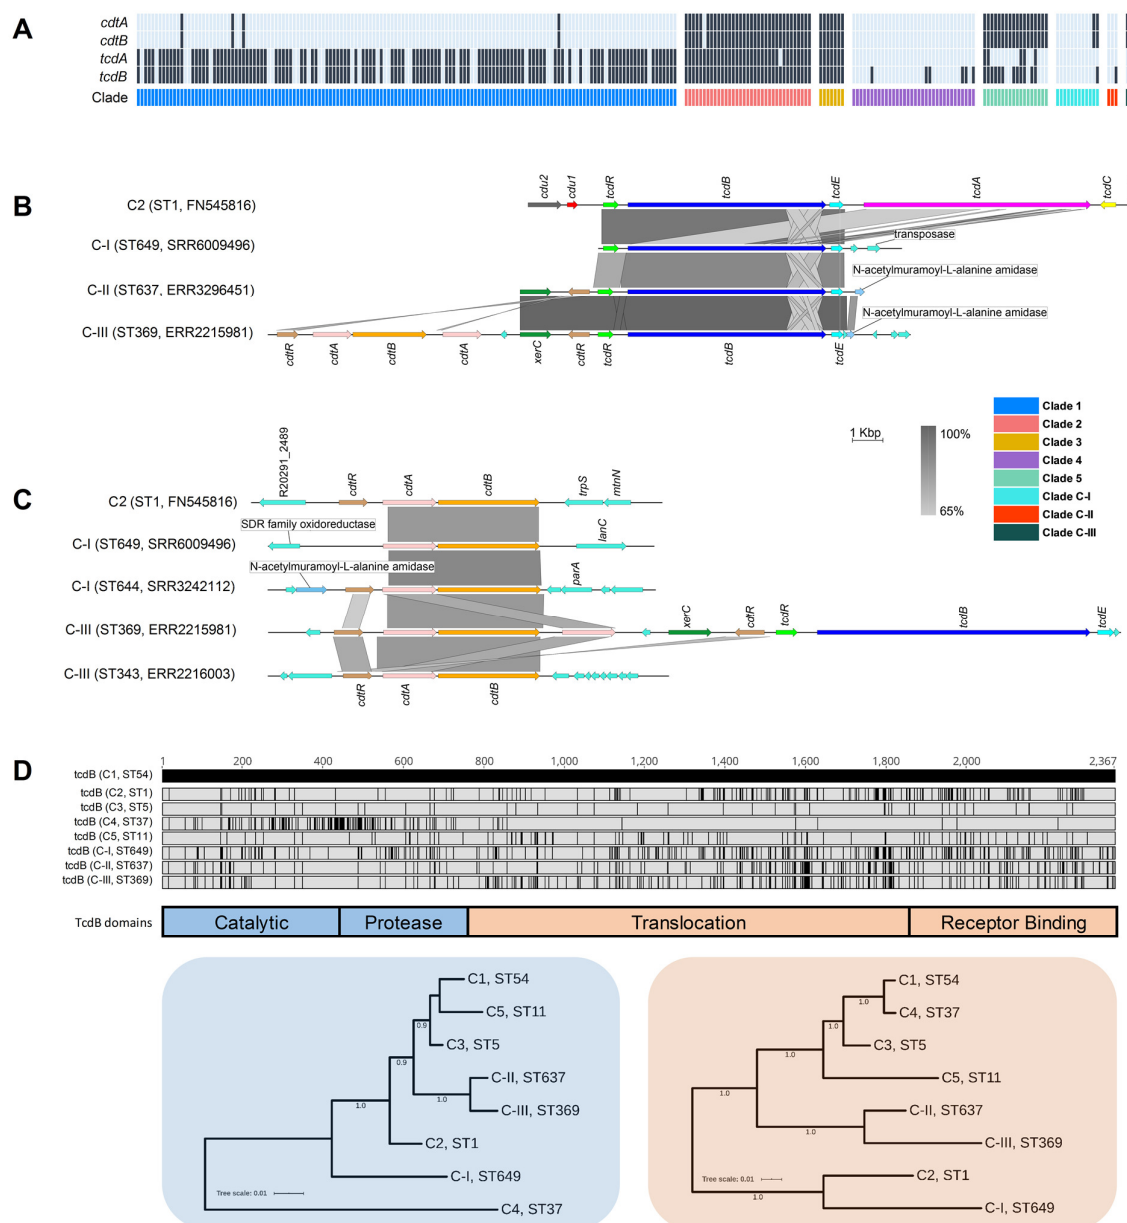 A
cdtA
cdtB
tcdA
tcdB
Clade
B
cdu2 cdu1 tcdR tcdB tcdE tcdA tcdC
C2 (ST1, FN545816)
C-I (ST649, SRR6009496)
transposase
C-II (ST637, ERR3296451)
N-acetylmuramoyl-L-alanine amidase
C-III (ST369, ERR2215981)
N-acetylmuramoyl-L-alanine amidase
cdtR cdtA cdtB cdtA xerC cdtR tcdR tcdB tcdE
1 Kbp
100%
65%
Clade 1
Clade 2
Clade 3
Clade 4
Clade 5
Clade C-I
Clade C-II
Clade C-III
C
R20291_2489 cdtR cdtA cdtB trpS mtnN
C2 (ST1, FN545816)
SDR family oxidoreductase
lanC
C-I (ST649, SRR6009496)
N-acetylmuramoyl-L-alanine amidase
parA
C-I (ST644, SRR3242112)
xerC cdtR tcdR tcdB tcdE
C-III (ST369, ERR2215981)
C-III (ST343, ERR2216003)
cdtR cdtA cdtB
D
1 200 400 600 800 1,000 1,200 1,400 1,600 1,800 2,000 2,367
tcdB (C1, ST54)
tcdB (C2, ST1)
tcdB (C3, ST5)
tcdB (C4, ST37)
tcdB (C5, ST11)
tcdB (C-I, ST649)
tcdB (C-II, ST637)
tcdB (C-III, ST369)
TcdB domains Catalytic Protease Translocation Receptor Binding
C1, ST54
C5, ST11
0.9
C3, ST5
0.9
C-II, ST637
1.0
C-III, ST369
1.0
C2, ST1
C-I, ST649
Tree scale: 0.01
C4, ST37
C1, ST54
1.0
C4, ST37
1.0
C3, ST5
1.0
C5, ST11
1.0
C-II, ST637
1.0
C-III, ST369
C2, ST1
Tree scale: 0.01
1.0
C-I, ST649